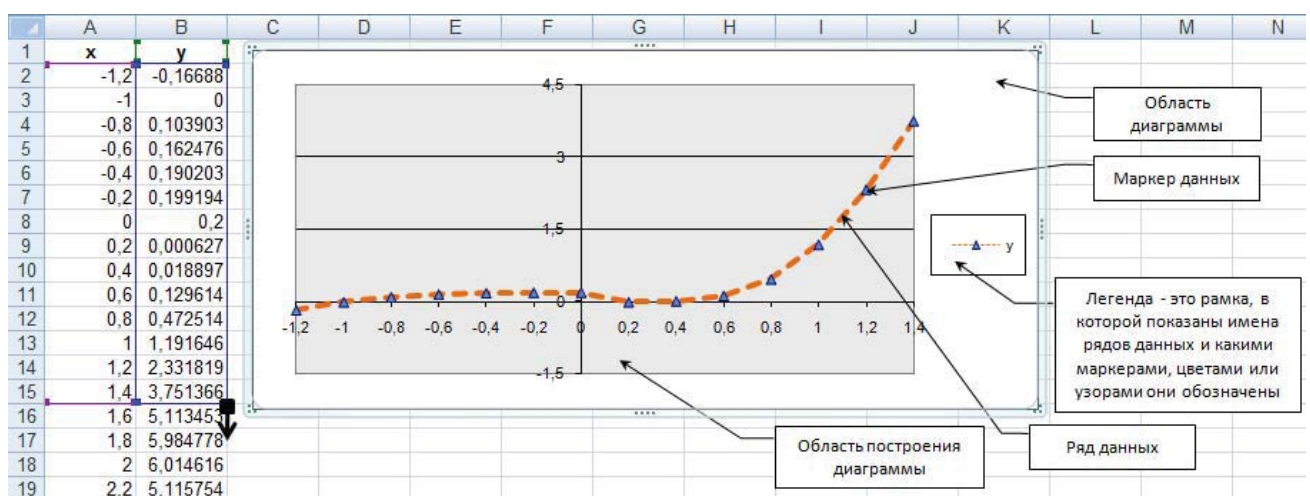 A B C D E F G H I J K L M N
1 x y
2 -1,2 -0,16688
3 -1 0
4 -0,8 0,103903
5 -0,6 0,162476
6 -0,4 0,190203
7 -0,2 0,199194
8 0 0,2
9 0,2 0,000627
10 0,4 0,018897
11 0,6 0,129614
12 0,8 0,472514
13 1 1,191646
14 1,2 2,331819
15 1,4 3,751366
16 1,6 5,113453
17 1,8 5,984778
18 2 6,014616
19 2,2 5,115754
4,5
3
1,5
0
-1,2 -1 -0,8 -0,6 -0,4 -0,2 0 0,2 0,4 0,6 0,8 1 1,2 1,4
-1,5
y
Область
диаграммы
Маркер данных
Легенда - это рамка, в
которой показаны имена
рядов данных и какими
маркерами, цветами или
узорами они обозначены
Область построения
диаграммы
Ряд данных